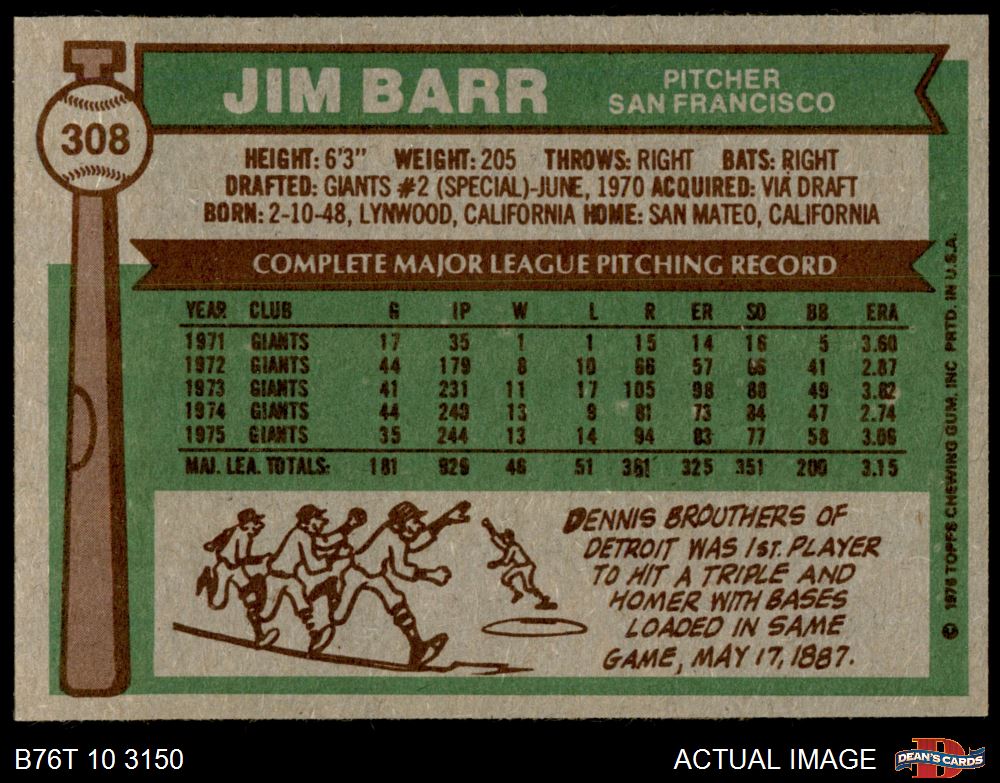 308
JIM BARR
PITCHER
SAN FRANCISCO
HEIGHT: 6'3" WEIGHT: 205 THROWS: RIGHT BATS: RIGHT
DRAFTED: GIANTS #2 (SPECIAL)-JUNE, 1970 ACQUIRED: VIA DRAFT
BORN: 2-10-48, LYNWOOD, CALIFORNIA HOME: SAN MATEO, CALIFORNIA
COMPLETE MAJOR LEAGUE PITCHING RECORD
YEAR CLUB G IP W L R ER SO BB ERA
1971 GIANTS 17 35 1 1 15 14 16 5 3.60
1972 GIANTS 44 179 8 10 66 57 66 41 2.87
1973 GIANTS 41 231 11 17 105 98 88 49 3.82
1974 GIANTS 44 240 13 9 81 73 84 47 2.74
1975 GIANTS 35 244 13 14 94 83 77 58 3.06
MAJ. LEA. TOTALS: 181 929 46 51 361 325 351 200 3.15
DENNIS BROUTHERS OF
DETROIT WAS 1ST. PLAYER
TO HIT A TRIPLE AND
HOMER WITH BASES
LOADED IN SAME
GAME, MAY 17, 1887.
© 1976 TOPPS CHEWING GUM, INC. PRTD. IN U.S.A.
B76T 10 3150
ACTUAL IMAGE
D
DEAN'S CARDS